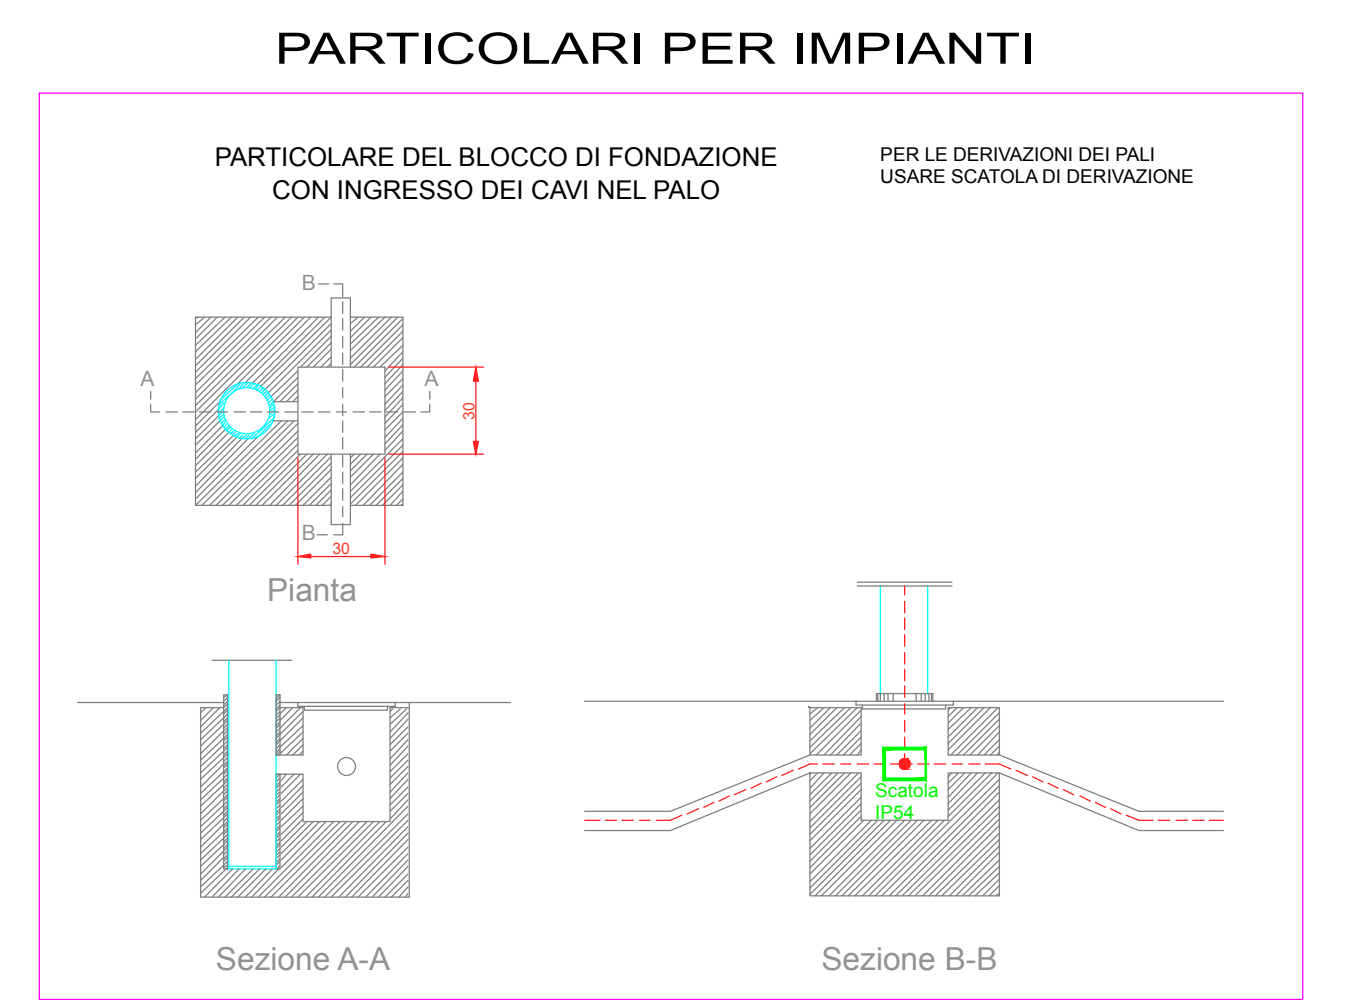 PARTICOLARI PER IMPIANTI
PARTICOLARE DEL BLOCCO DI FONDAZIONE
CON INGRESSO DEI CAVI NEL PALO
PER LE DERIVAZIONI DEI PALI
USARE SCATOLA DI DERIVAZIONE
B
A
A
30
B
30
Pianta
Scatola
IP54
Sezione A-A
Sezione B-B